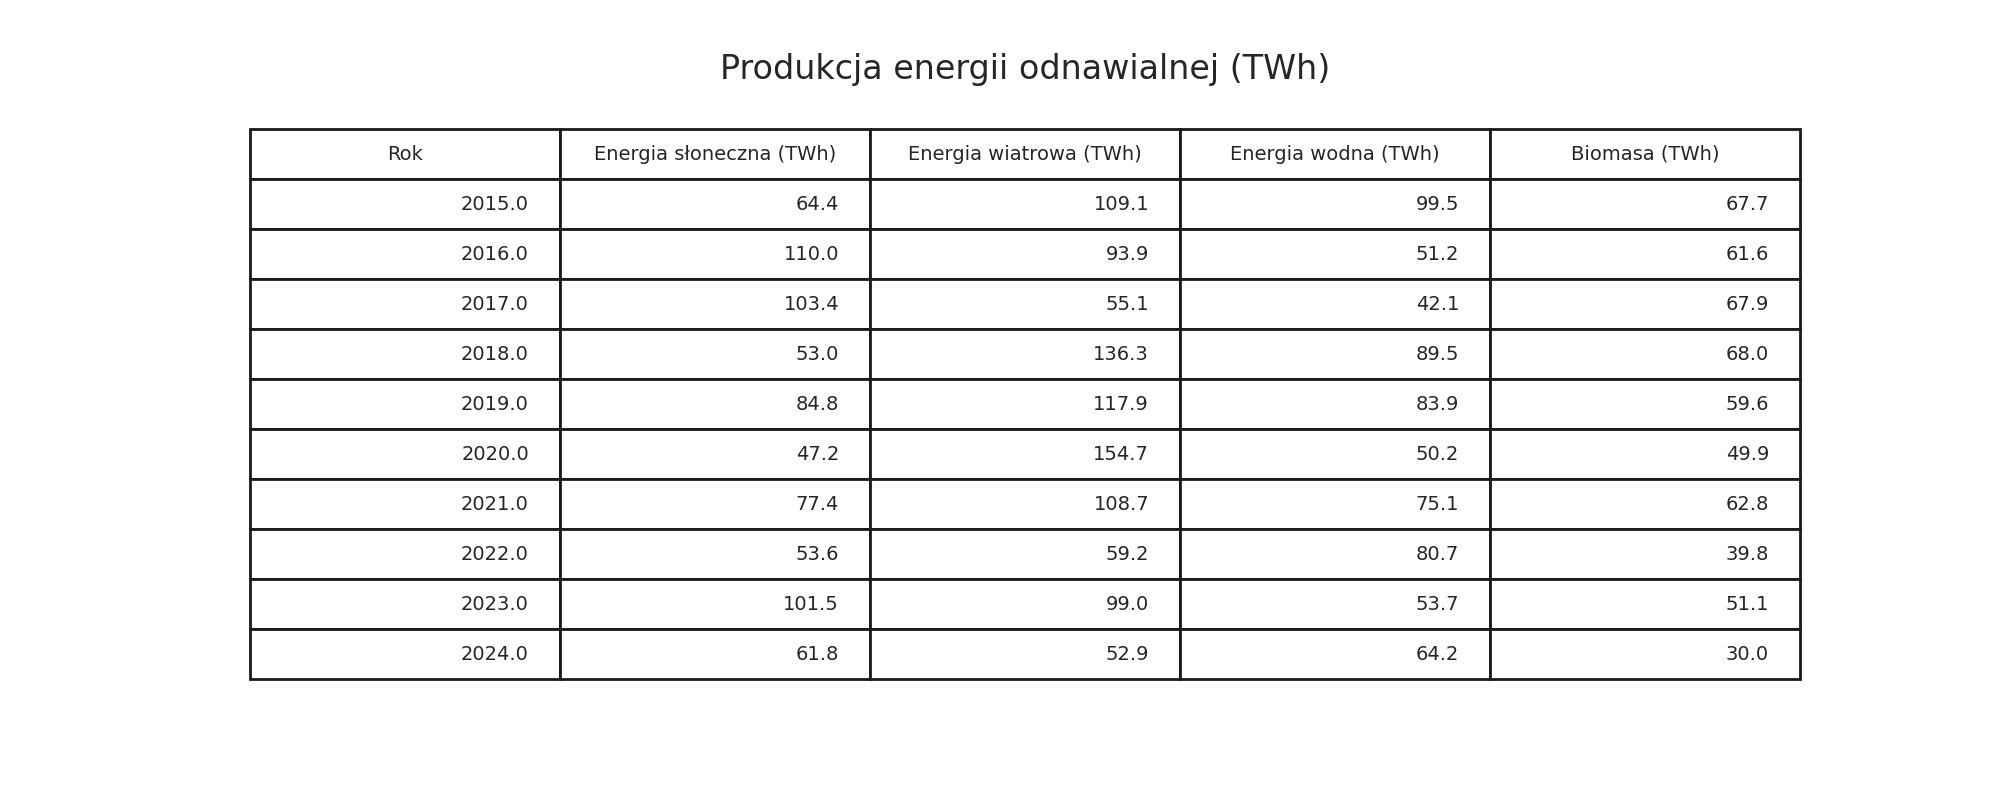 Produkcja energii odnawialnej (TWh)
Rok Energia słoneczna (TWh) Energia wiatrowa (TWh) Energia wodna (TWh) Biomasa (TWh)
2015.0 64.4 109.1 99.5 67.7
2016.0 110.0 93.9 51.2 61.6
2017.0 103.4 55.1 42.1 67.9
2018.0 53.0 136.3 89.5 68.0
2019.0 84.8 117.9 83.9 59.6
2020.0 47.2 154.7 50.2 49.9
2021.0 77.4 108.7 75.1 62.8
2022.0 53.6 59.2 80.7 39.8
2023.0 101.5 99.0 53.7 51.1
2024.0 61.8 52.9 64.2 30.0